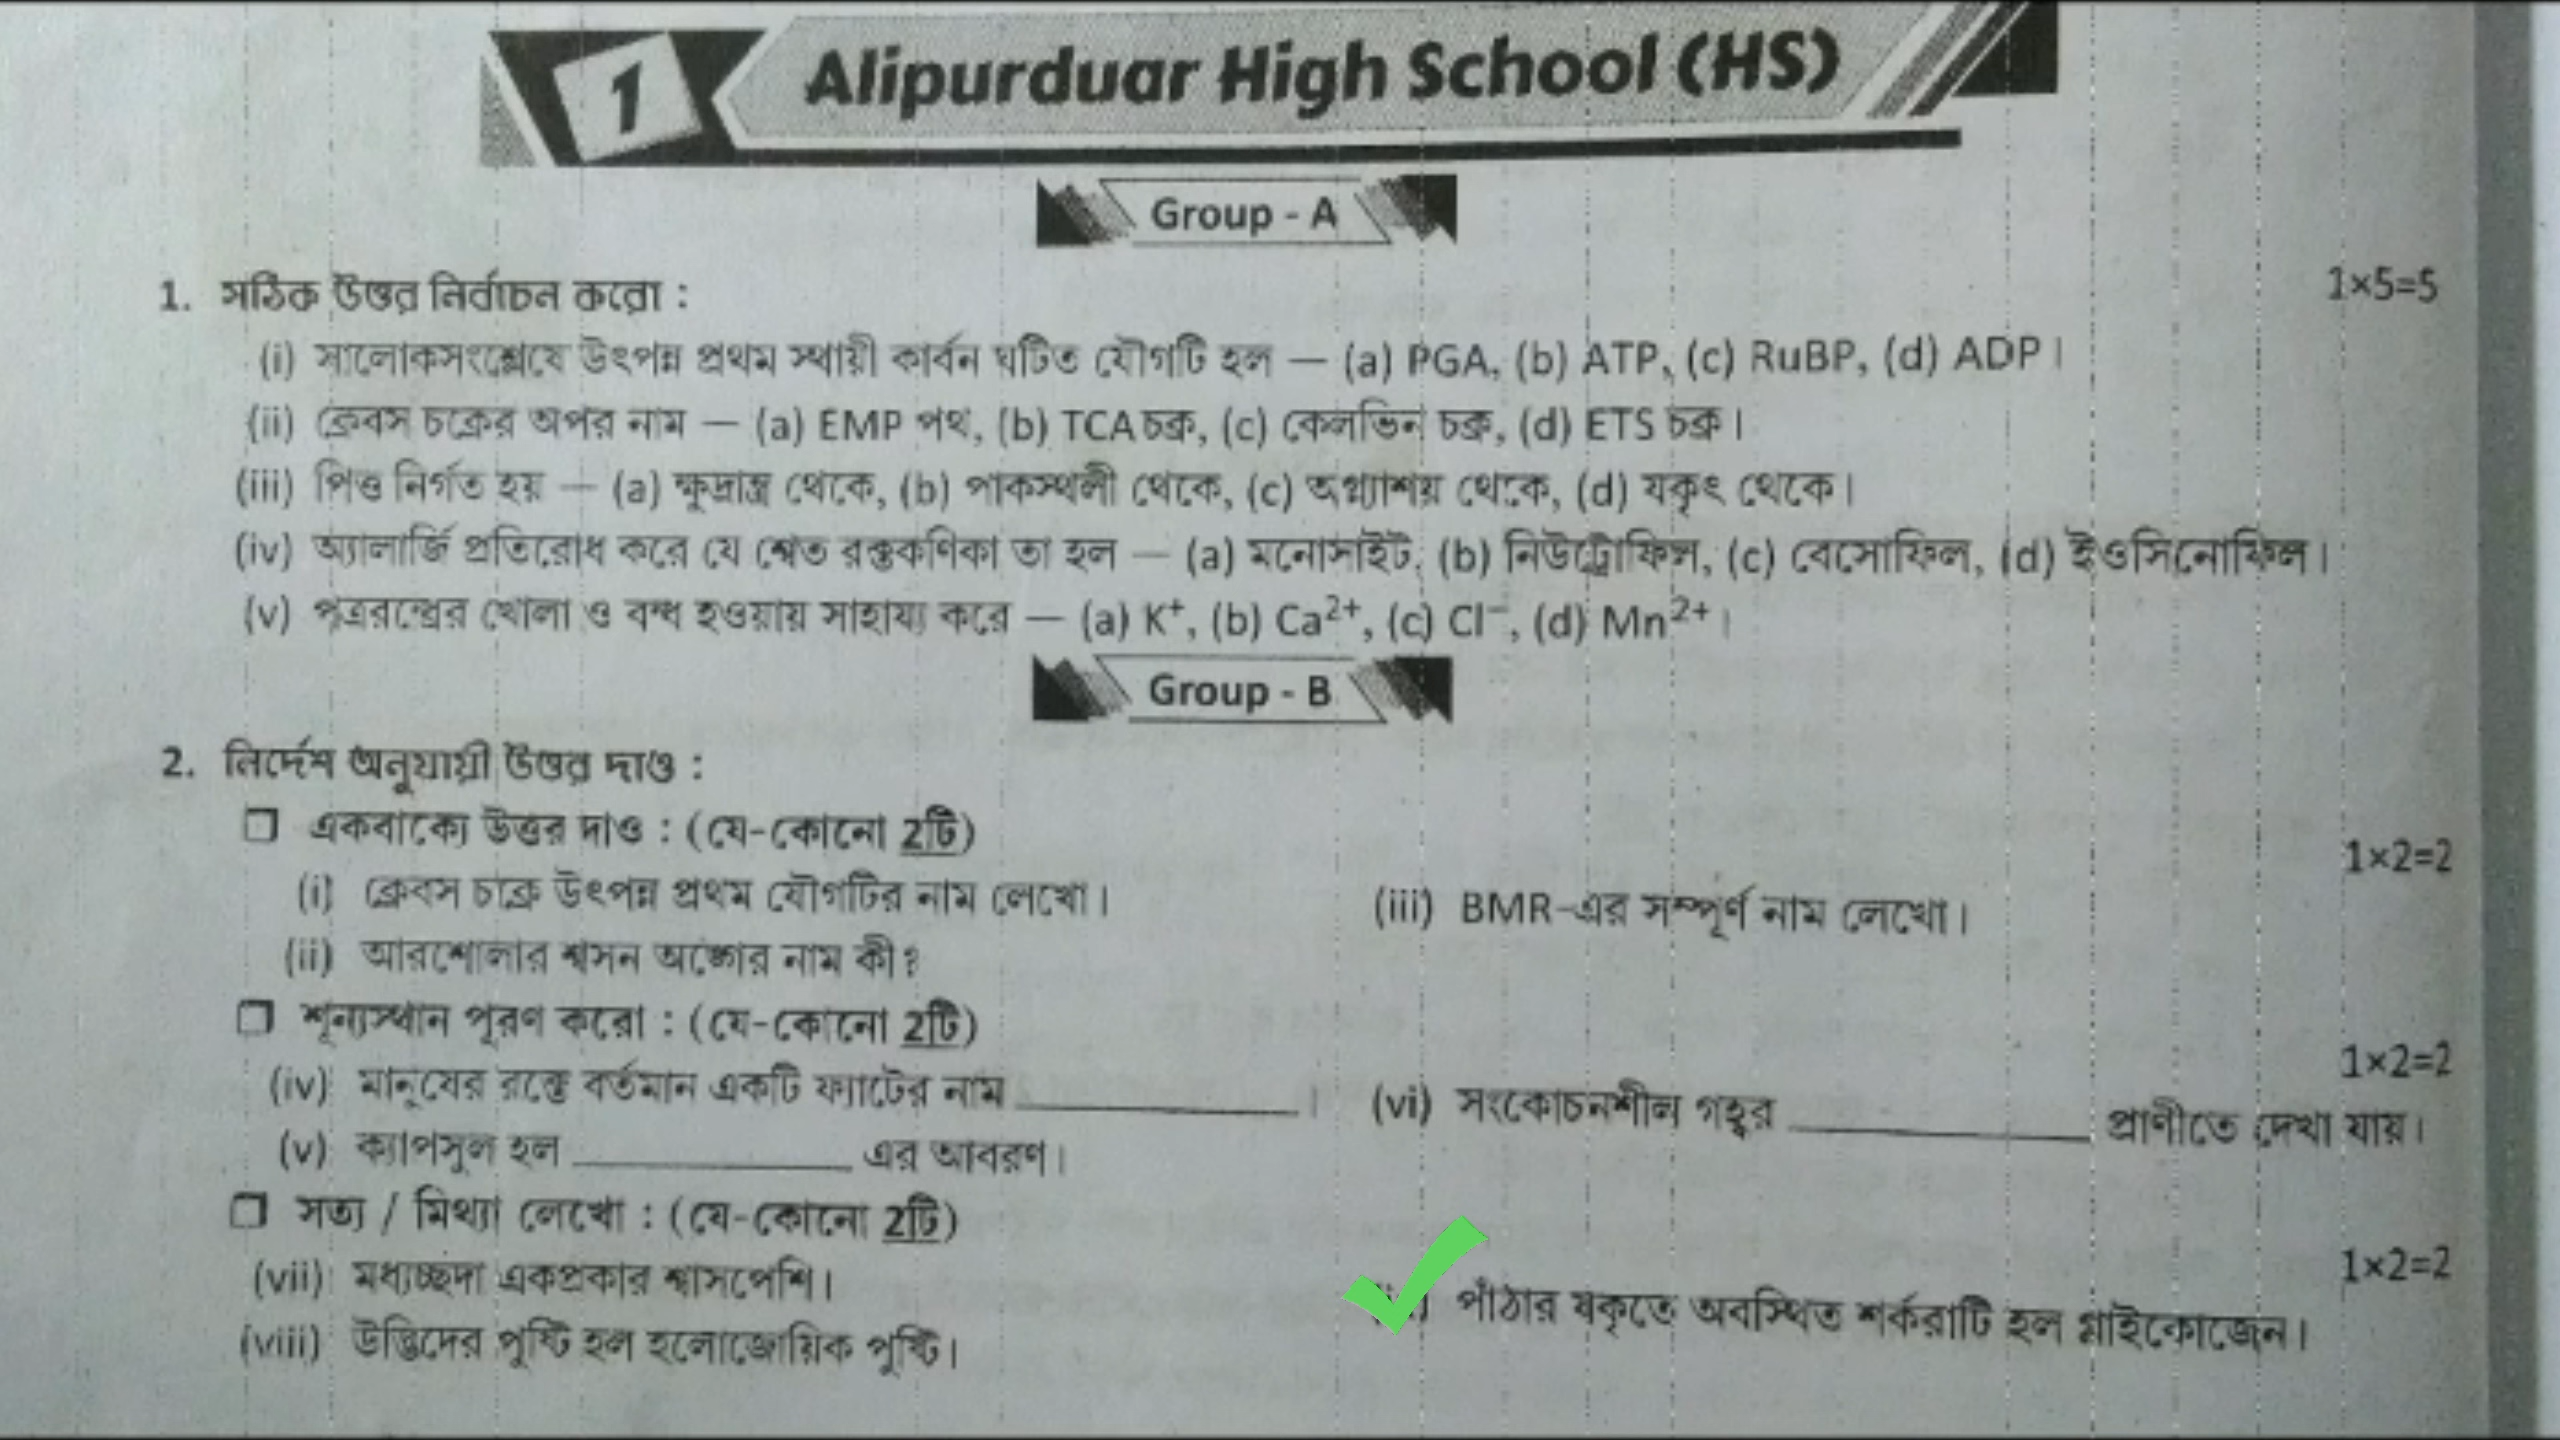 1 Alipurduar High School (HS)
Group - A
1. সঠিক উত্তর নির্বাচন করো : 1×5=5
(i) সালোকসংশ্লেষে উৎপন্ন প্রথম স্থায়ী কার্বন ঘটিত যৌগটি হল — (a) PGA, (b) ATP, (c) RuBP, (d) ADP।
(ii) ক্রেবস চক্রের অপর নাম — (a) EMP পথ, (b) TCA চক্র, (c) কেলভিন চক্র, (d) ETS চক্র।
(iii) পিত্ত নির্গত হয় — (a) ক্ষুদ্রান্ত্র থেকে, (b) পাকস্থলী থেকে, (c) অগ্ন্যাশয় থেকে, (d) যকৃৎ থেকে।
(iv) অ্যালার্জি প্রতিরোধ করে যে শ্বেত রক্তকণিকা তা হল — (a) মনোসাইট, (b) নিউট্রোফিল, (c) বেসোফিল, (d) ইওসিনোফিল।
(v) পত্ররন্ধ্রের খোলা ও বন্ধ হওয়ায় সাহায্য করে — (a) K⁺, (b) Ca²⁺, (c) Cl⁻, (d) Mn²⁺।
Group - B
2. নির্দেশ অনুযায়ী উত্তর দাও :
❒ একবাক্যে উত্তর দাও : (যে-কোনো 2টি) 1×2=2
(i) ক্রেবস চক্রে উৎপন্ন প্রথম যৌগটির নাম লেখো। (iii) BMR-এর সম্পূর্ণ নাম লেখো।
(ii) আরশোলার শ্বসন অঙ্গের নাম কী?
❒ শূন্যস্থান পূরণ করো : (যে-কোনো 2টি) 1×2=2
(iv) মানুষের রক্তে বর্তমান একটি ফ্যাটের নাম ____________। (vi) সংকোচনশীল গহ্বর ____________ প্রাণীতে দেখা যায়।
(v) ক্যাপসুল হল ____________ এর আবরণ।
❒ সত্য / মিথ্যা লেখো : (যে-কোনো 2টি) 1×2=2
(vii) মধ্যচ্ছদা একপ্রকার শ্বাসপেশি। পাঁঠার যকৃতে অবস্থিত শর্করাটি হল গ্লাইকোজেন।
(viii) উদ্ভিদের পুষ্টি হল হলোজোয়িক পুষ্টি।